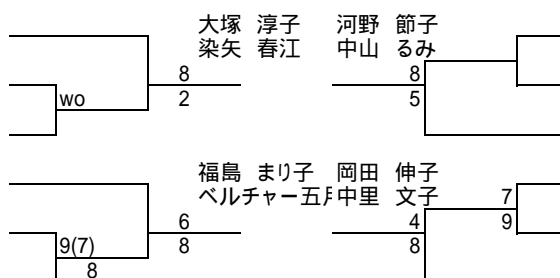 大塚 淳子 河野 節子
染矢 春江 中山 るみ
8 8
wo 2 5
福島 まり子 岡田 伸子
ベルチャー五月 中里 文子 7
6 4 9
9(7) 8 8
8